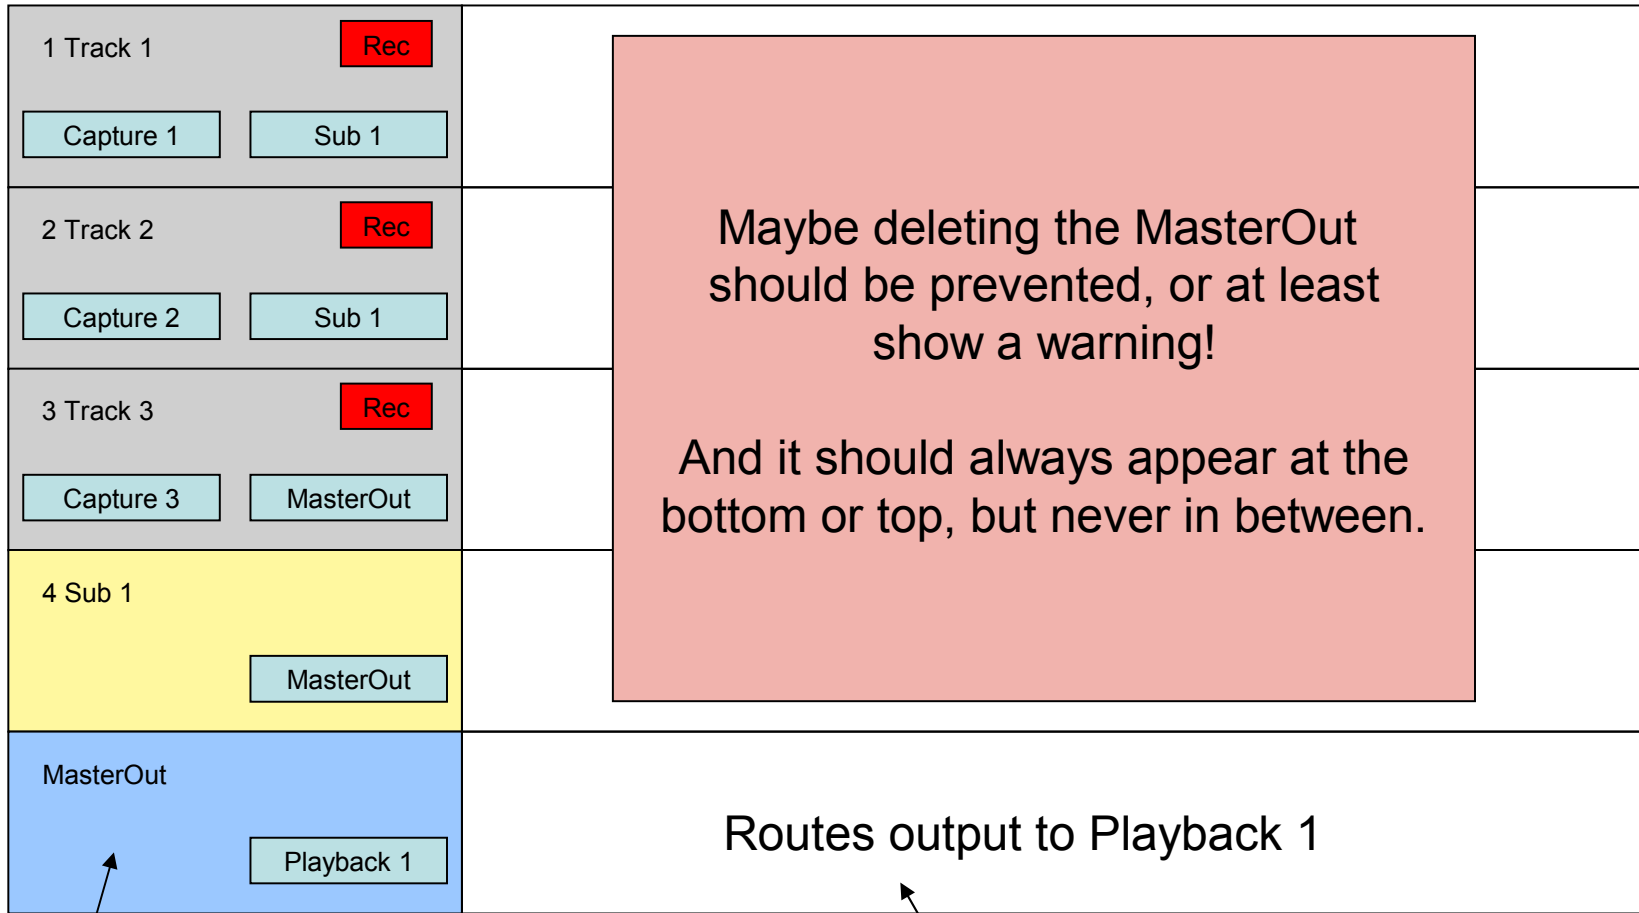 1 Track 1
Rec
Capture 1
Sub 1
2 Track 2
Rec
Capture 2
Sub 1
3 Track 3
Rec
Capture 3
MasterOut
4 Sub 1
MasterOut
MasterOut
Playback 1
Maybe deleting the MasterOut
should be prevented, or at least
show a warning!
And it should always appear at the
bottom or top, but never in between.
Routes output to Playback 1